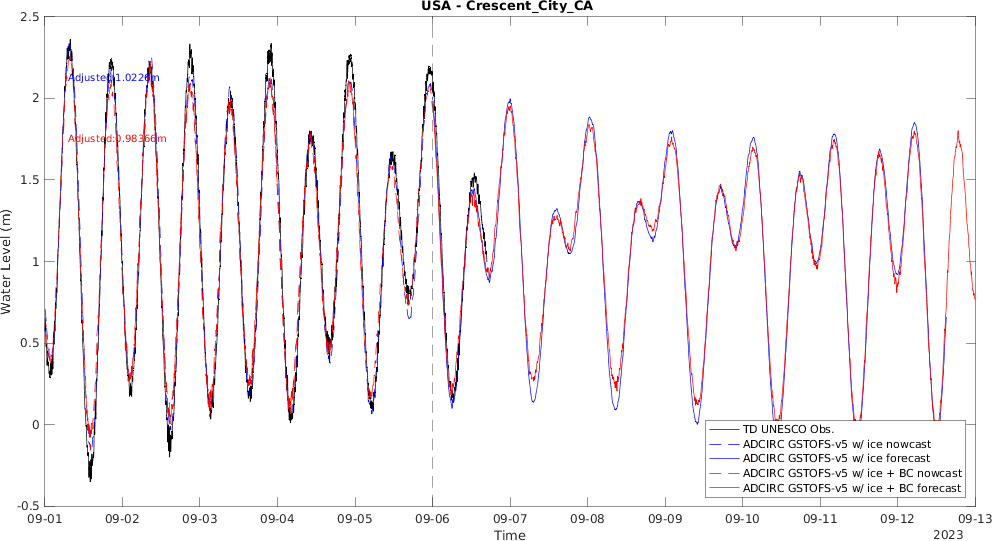 USA - Crescent_City_CA
2.5
2
1.5
1
0.5
0
-0.5
Water Level (m)
Adjusted:1.0226m
Adjusted:0.98366m
TD UNESCO Obs.
ADCIRC GSTOFS-v5 w/ ice nowcast
ADCIRC GSTOFS-v5 w/ ice forecast
ADCIRC GSTOFS-v5 w/ ice + BC nowcast
ADCIRC GSTOFS-v5 w/ ice + BC forecast
09-01 09-02 09-03 09-04 09-05 09-06 09-07 09-08 09-09 09-10 09-11 09-12 09-13
Time
2023